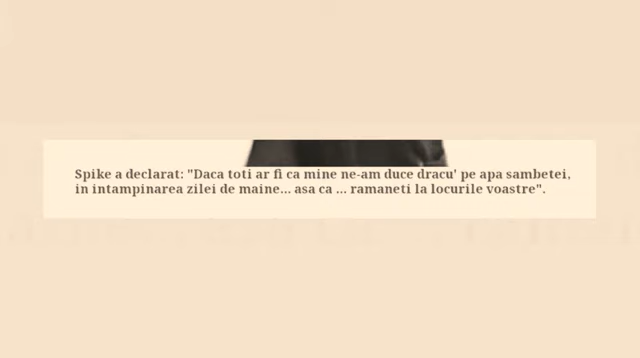 Spike a declarat: "Daca toti ar fi ca mine ne-am duce dracu' pe apa sambetei,
in intampinarea zilei de maine... asa ca ... ramaneti la locurile voastre".